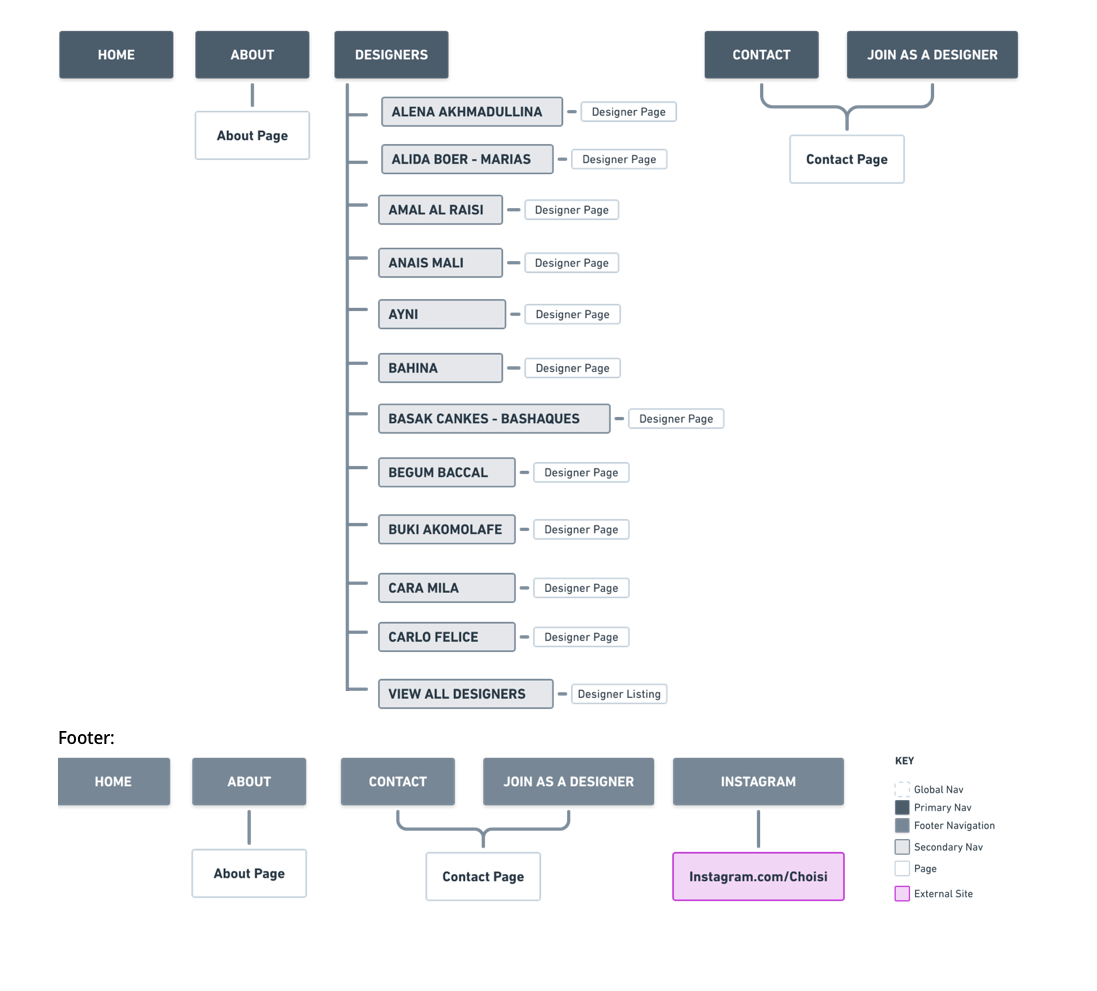 HOME
ABOUT
DESIGNERS
CONTACT
JOIN AS A DESIGNER
About Page
Contact Page
ALENA AKHMADULLINA
Designer Page
ALIDA BOER - MARIAS
Designer Page
AMAL AL RAISI
Designer Page
ANAIS MALI
Designer Page
AYNI
Designer Page
BAHINA
Designer Page
BASAK CANKES - BASHAQUES
Designer Page
BEGUM BACCAL
Designer Page
BUKI AKOMOLAFE
Designer Page
CARA MILA
Designer Page
CARLO FELICE
Designer Page
VIEW ALL DESIGNERS
Designer Listing
Footer:
HOME
ABOUT
CONTACT
JOIN AS A DESIGNER
INSTAGRAM
About Page
Contact Page
Instagram.com/Choisi
KEY
Global Nav
Primary Nav
Footer Navigation
Secondary Nav
Page
External Site